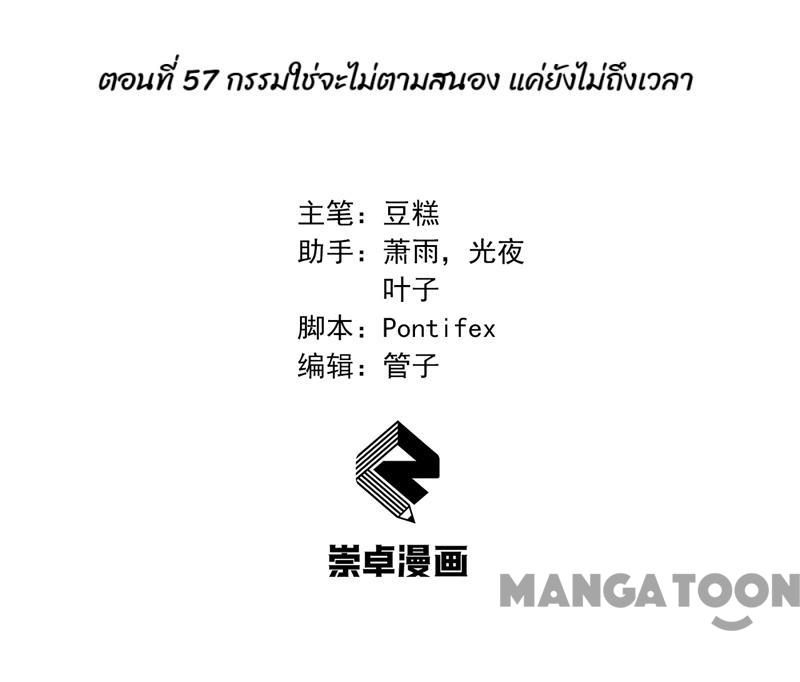 ตอนที่ 57 กรรมใช่จะไม่ตามสนอง แค่ยังไม่ถึงเวลา
主笔：豆糕
助手：萧雨，光夜
叶子
脚本：Pontifex
编辑：管子
崇卓漫画
MANGATOON